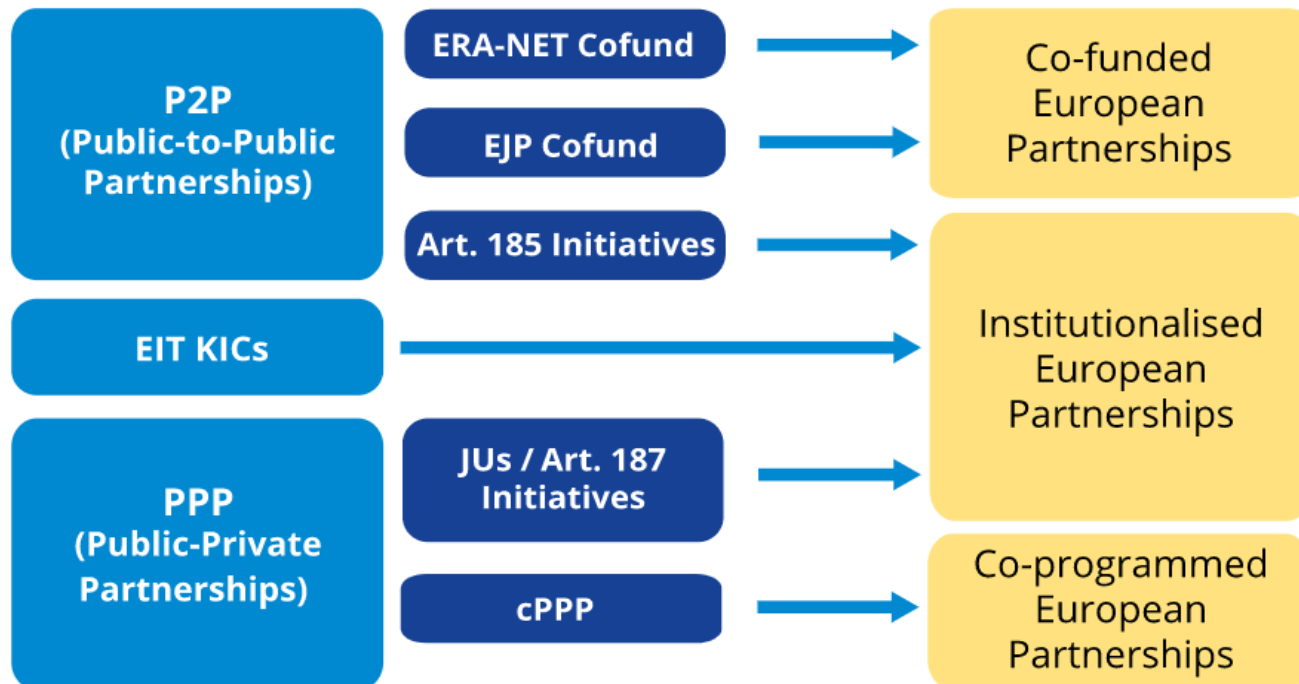 P2P
(Public-to-Public
Partnerships)
ERA-NET Cofund
EJP Cofund
Art. 185 Initiatives
Co-funded
European
Partnerships
EIT KICs
Institutionalised
European
Partnerships
PPP
(Public-Private
Partnerships)
JUs / Art. 187
Initiatives
cPPP
Co-programmed
European
Partnerships